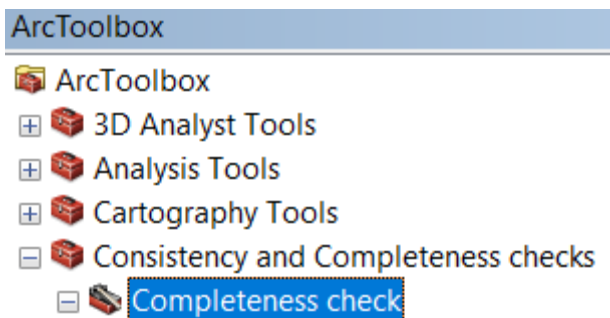 ArcToolbox
ArcToolbox
3D Analyst Tools
Analysis Tools
Cartography Tools
Consistency and Completeness checks
Completeness check